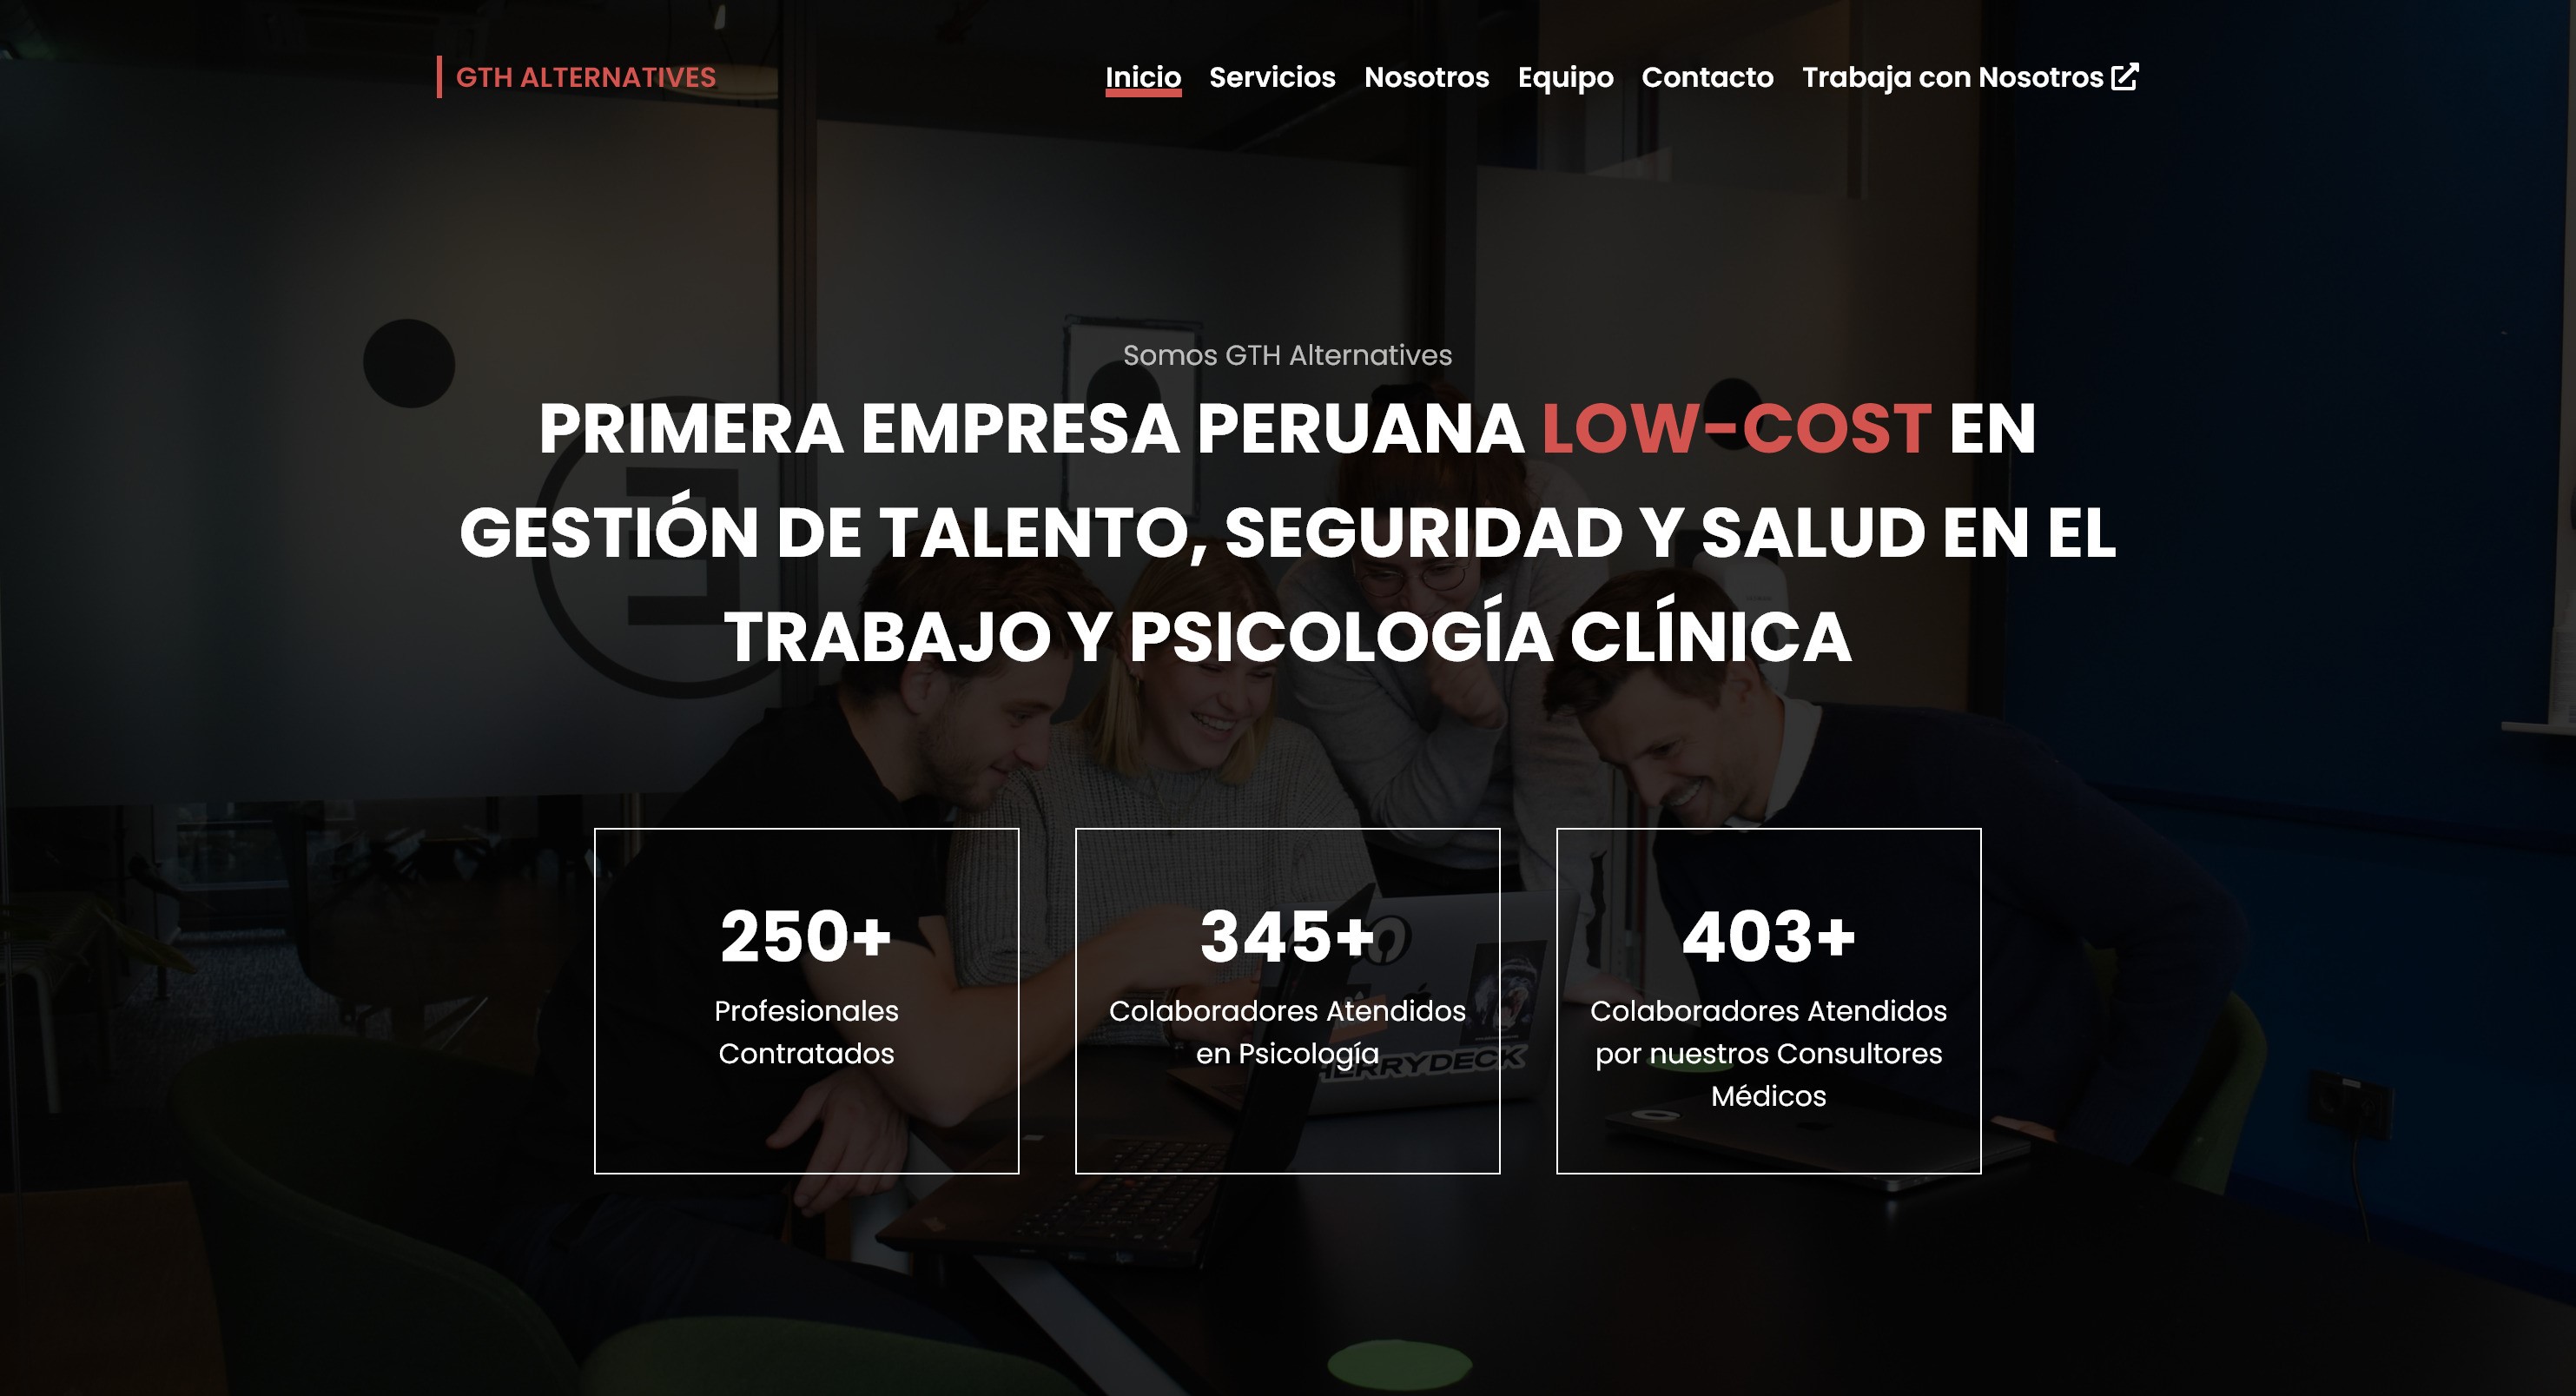 GTH ALTERNATIVES
Inicio Servicios Nosotros Equipo Contacto Trabaja con Nosotros
Somos GTH Alternatives
PRIMERA EMPRESA PERUANA LOW-COST EN
GESTIÓN DE TALENTO, SEGURIDAD Y SALUD EN EL
TRABAJO Y PSICOLOGÍA CLÍNICA
250+
Profesionales
Contratados
345+
Colaboradores Atendidos
en Psicología
403+
Colaboradores Atendidos
por nuestros Consultores
Médicos